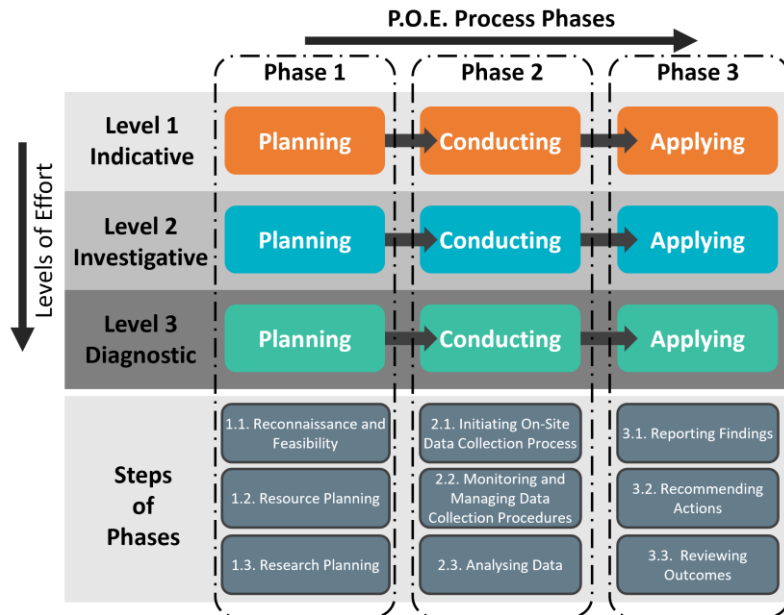 P.O.E. Process Phases
Phase 1
Phase 2
Phase 3
Levels of Effort
Level 1
Indicative
Planning
Conducting
Applying
Level 2
Investigative
Planning
Conducting
Applying
Level 3
Diagnostic
Planning
Conducting
Applying
Steps
of
Phases
1.1. Reconnaissance and
Feasibility
1.2. Resource Planning
1.3. Research Planning
2.1. Initiating On-Site
Data Collection Process
2.2. Monitoring and
Managing Data
Collection Procedures
2.3. Analysing Data
3.1. Reporting Findings
3.2. Recommending
Actions
3.3. Reviewing
Outcomes